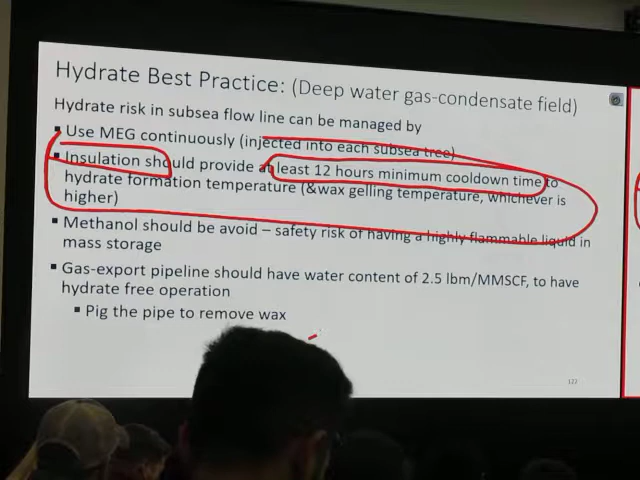 Hydrate Best Practice: (Deep water gas-condensate field)
Hydrate risk in subsea flow line can be managed by
▪ Use MEG continuously (injected into each subsea tree)
▪ Insulation should provide at least 12 hours minimum cooldown time to
hydrate formation temperature (&wax gelling temperature, whichever is
higher)
▪ Methanol should be avoid – safety risk of having a highly flammable liquid in
mass storage
▪ Gas-export pipeline should have water content of 2.5 lbm/MMSCF, to have
hydrate free operation
▪ Pig the pipe to remove wax
122